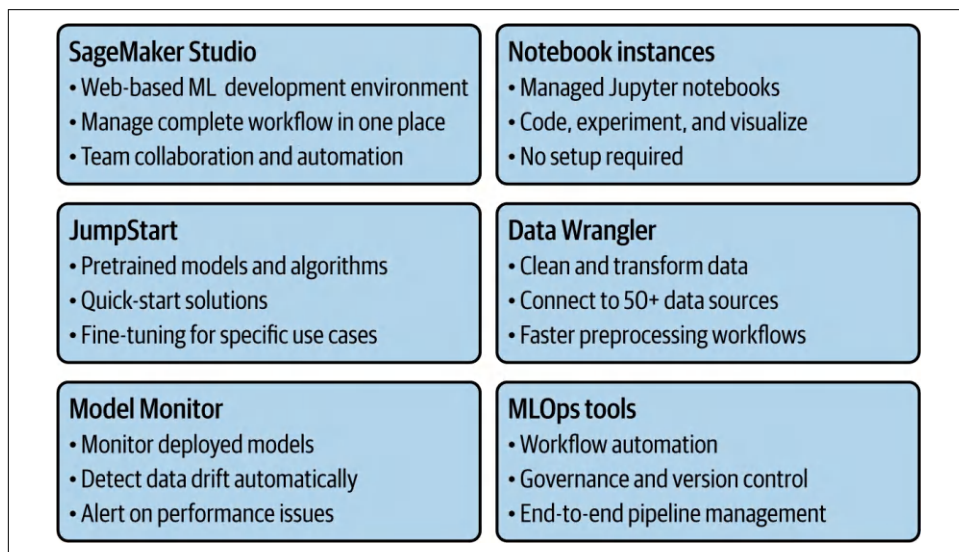 SageMaker Studio
• Web-based ML development environment
• Manage complete workflow in one place
• Team collaboration and automation
Notebook instances
• Managed Jupyter notebooks
• Code, experiment, and visualize
• No setup required
JumpStart
• Pretrained models and algorithms
• Quick-start solutions
• Fine-tuning for specific use cases
Data Wrangler
• Clean and transform data
• Connect to 50+ data sources
• Faster preprocessing workflows
Model Monitor
• Monitor deployed models
• Detect data drift automatically
• Alert on performance issues
MLOps tools
• Workflow automation
• Governance and version control
• End-to-end pipeline management